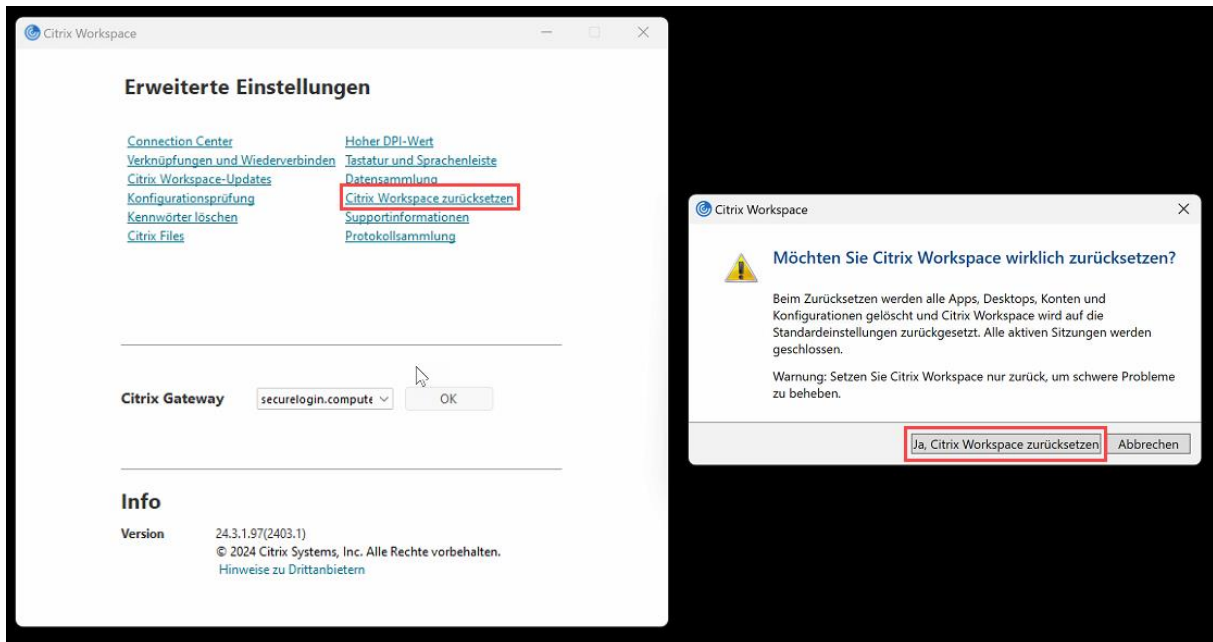 Citrix Workspace
Erweiterte Einstellungen
Connection Center
Verknüpfungen und Wiederverbinden
Citrix Workspace-Updates
Konfigurationsprüfung
Kennwörter löschen
Citrix Files
Hoher DPI-Wert
Tastatur und Sprachenleiste
Datensammlung
Citrix Workspace zurücksetzen
Supportinformationen
Protokollsammlung
Citrix Gateway
securelogin.compute
OK
Info
Version
24.3.1.97(2403.1)
© 2024 Citrix Systems, Inc. Alle Rechte vorbehalten.
Hinweise zu Drittanbietern
Citrix Workspace
Möchten Sie Citrix Workspace wirklich zurücksetzen?
Beim Zurücksetzen werden alle Apps, Desktops, Konten und
Konfigurationen gelöscht und Citrix Workspace wird auf die
Standardeinstellungen zurückgesetzt. Alle aktiven Sitzungen werden
geschlossen.
Warnung: Setzen Sie Citrix Workspace nur zurück, um schwere Probleme
zu beheben.
Ja, Citrix Workspace zurücksetzen
Abbrechen